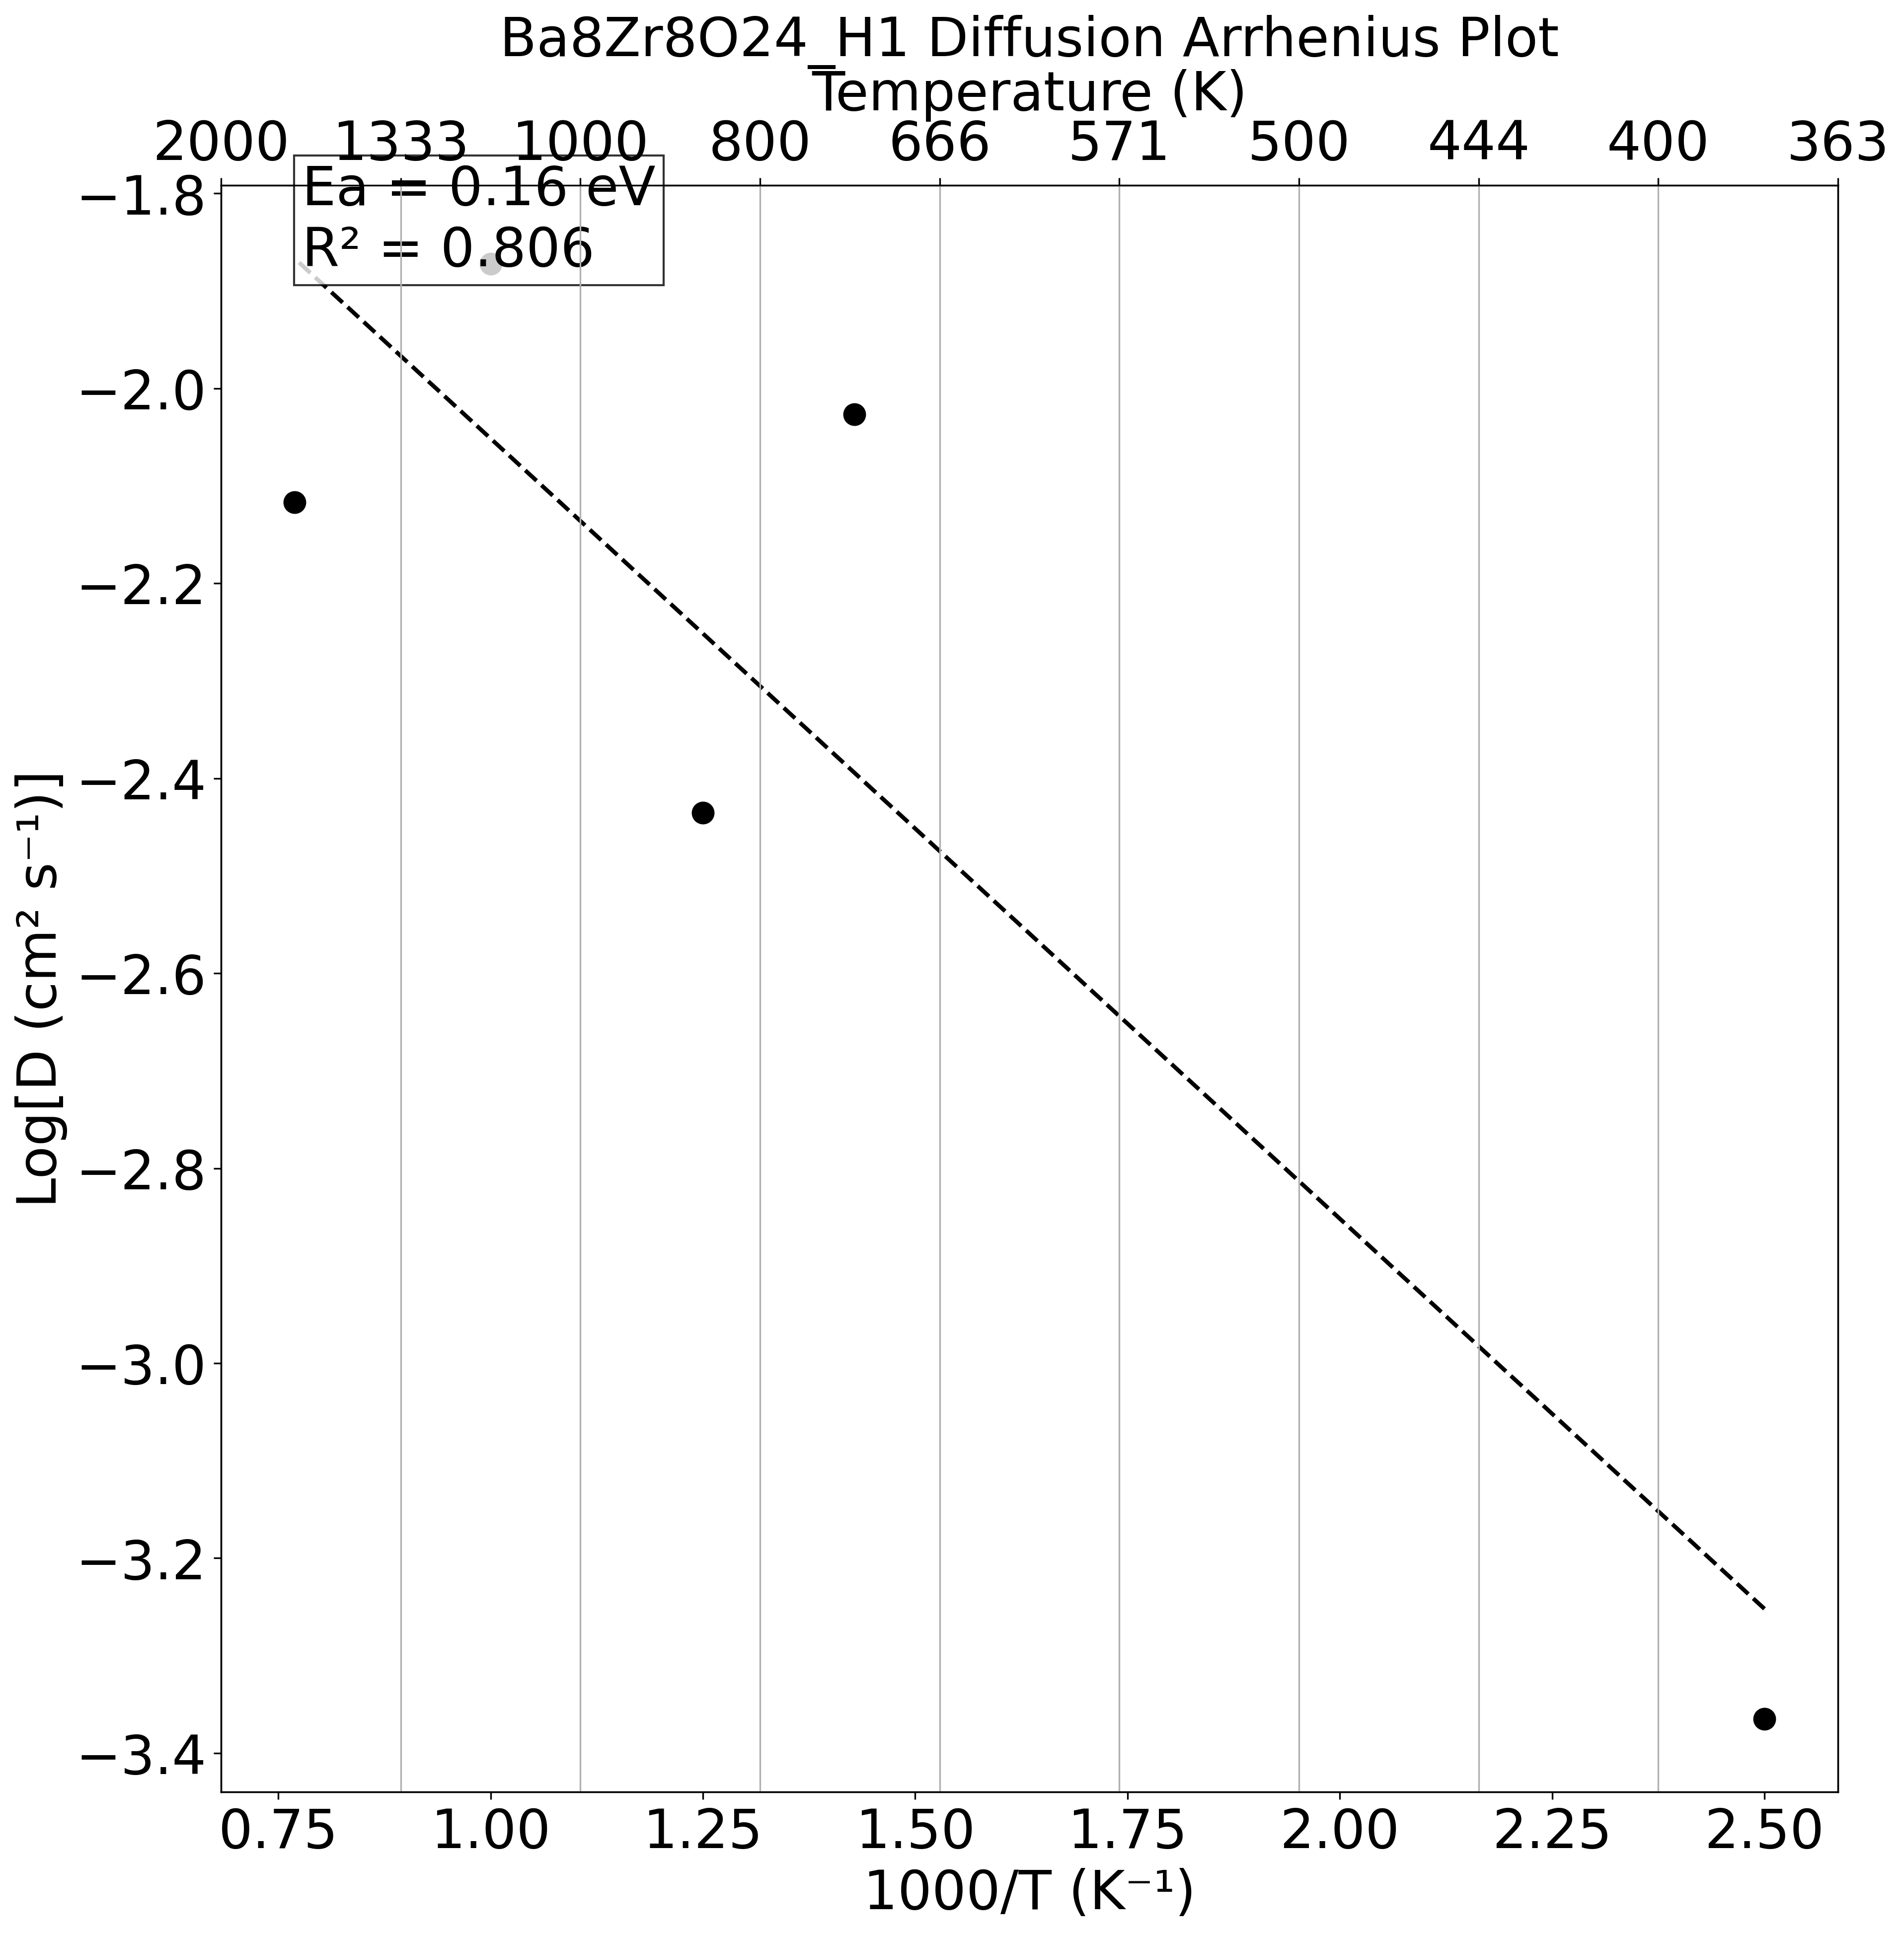 Ba8Zr8O24_H1 Diffusion Arrhenius Plot
Temperature (K)
2000 1333 1000 800 666 571 500 444 400 363
Ea = 0.16 eV
R² = 0.806
−1.8
−2.0
−2.2
−2.4
−2.6
−2.8
−3.0
−3.2
−3.4
Log[D (cm² s⁻¹)]
0.75 1.00 1.25 1.50 1.75 2.00 2.25 2.50
1000/T (K⁻¹)